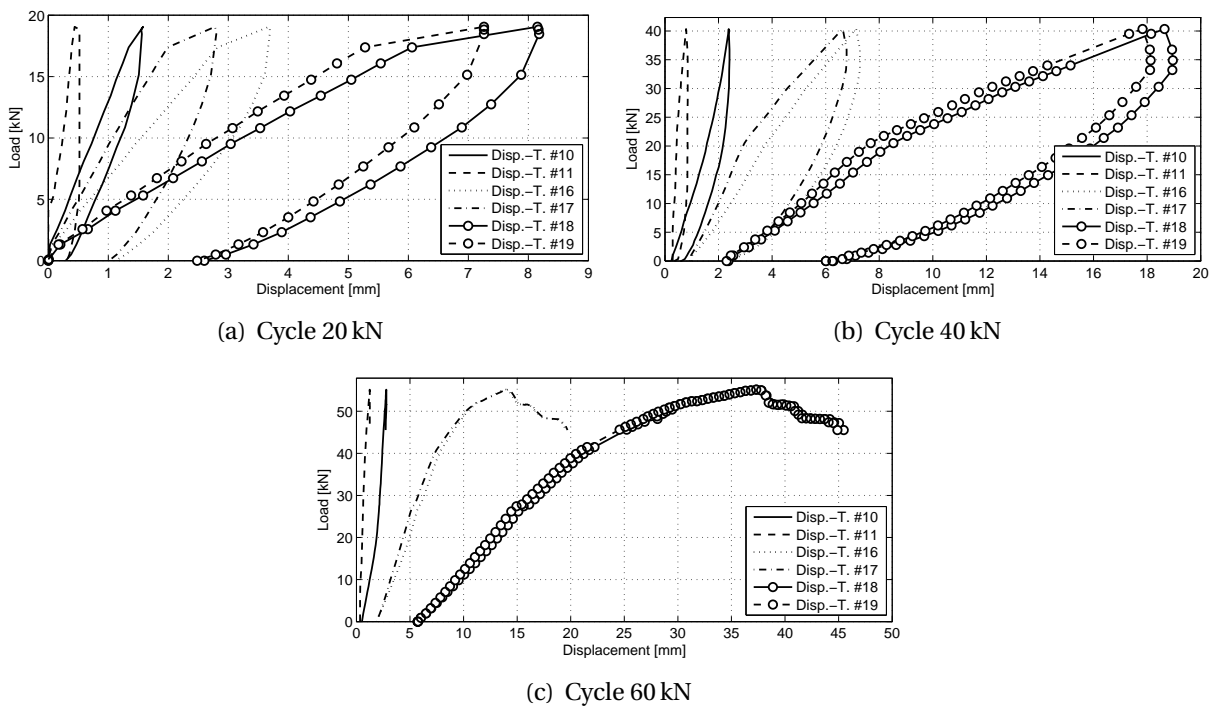 20
15
10
5
0
Load [kN]
0 1 2 3 4 5 6 7 8 9
Displacement [mm]
Disp.−T. #10
Disp.−T. #11
Disp.−T. #16
Disp.−T. #17
Disp.−T. #18
Disp.−T. #19
(a) Cycle 20 kN
40
35
30
25
20
15
10
5
0
Load [kN]
0 2 4 6 8 10 12 14 16 18 20
Displacement [mm]
Disp.−T. #10
Disp.−T. #11
Disp.−T. #16
Disp.−T. #17
Disp.−T. #18
Disp.−T. #19
(b) Cycle 40 kN
50
40
30
20
10
0
Load [kN]
0 5 10 15 20 25 30 35 40 45 50
Displacement [mm]
Disp.−T. #10
Disp.−T. #11
Disp.−T. #16
Disp.−T. #17
Disp.−T. #18
Disp.−T. #19
(c) Cycle 60 kN